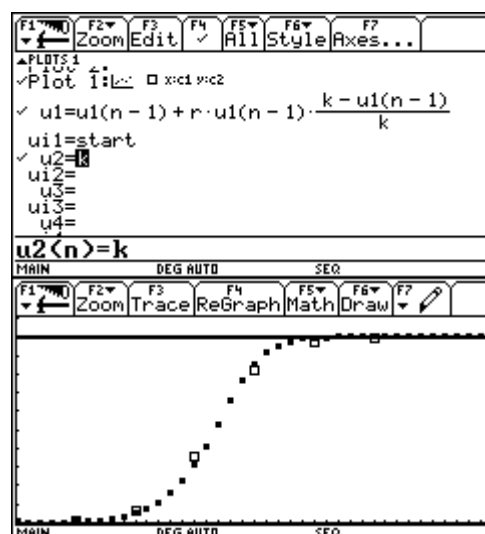 F1 F2 F3 F4 F5 F6 F7
Zoom Edit ✓ All Style Axes...
▲PLOTS 1
✓Plot 1: x:c1 y:c2
✓ u1=u1(n - 1) + r·u1(n - 1)·(k - u1(n - 1))/k
ui1=start
✓ u2=k
ui2=
u3=
ui3=
u4=
u2(n)=k
MAIN DEG AUTO SEQ
F1 F2 F3 F4 F5 F6 F7
Zoom Trace ReGraph Math Draw
MAIN DEG AUTO SEQ